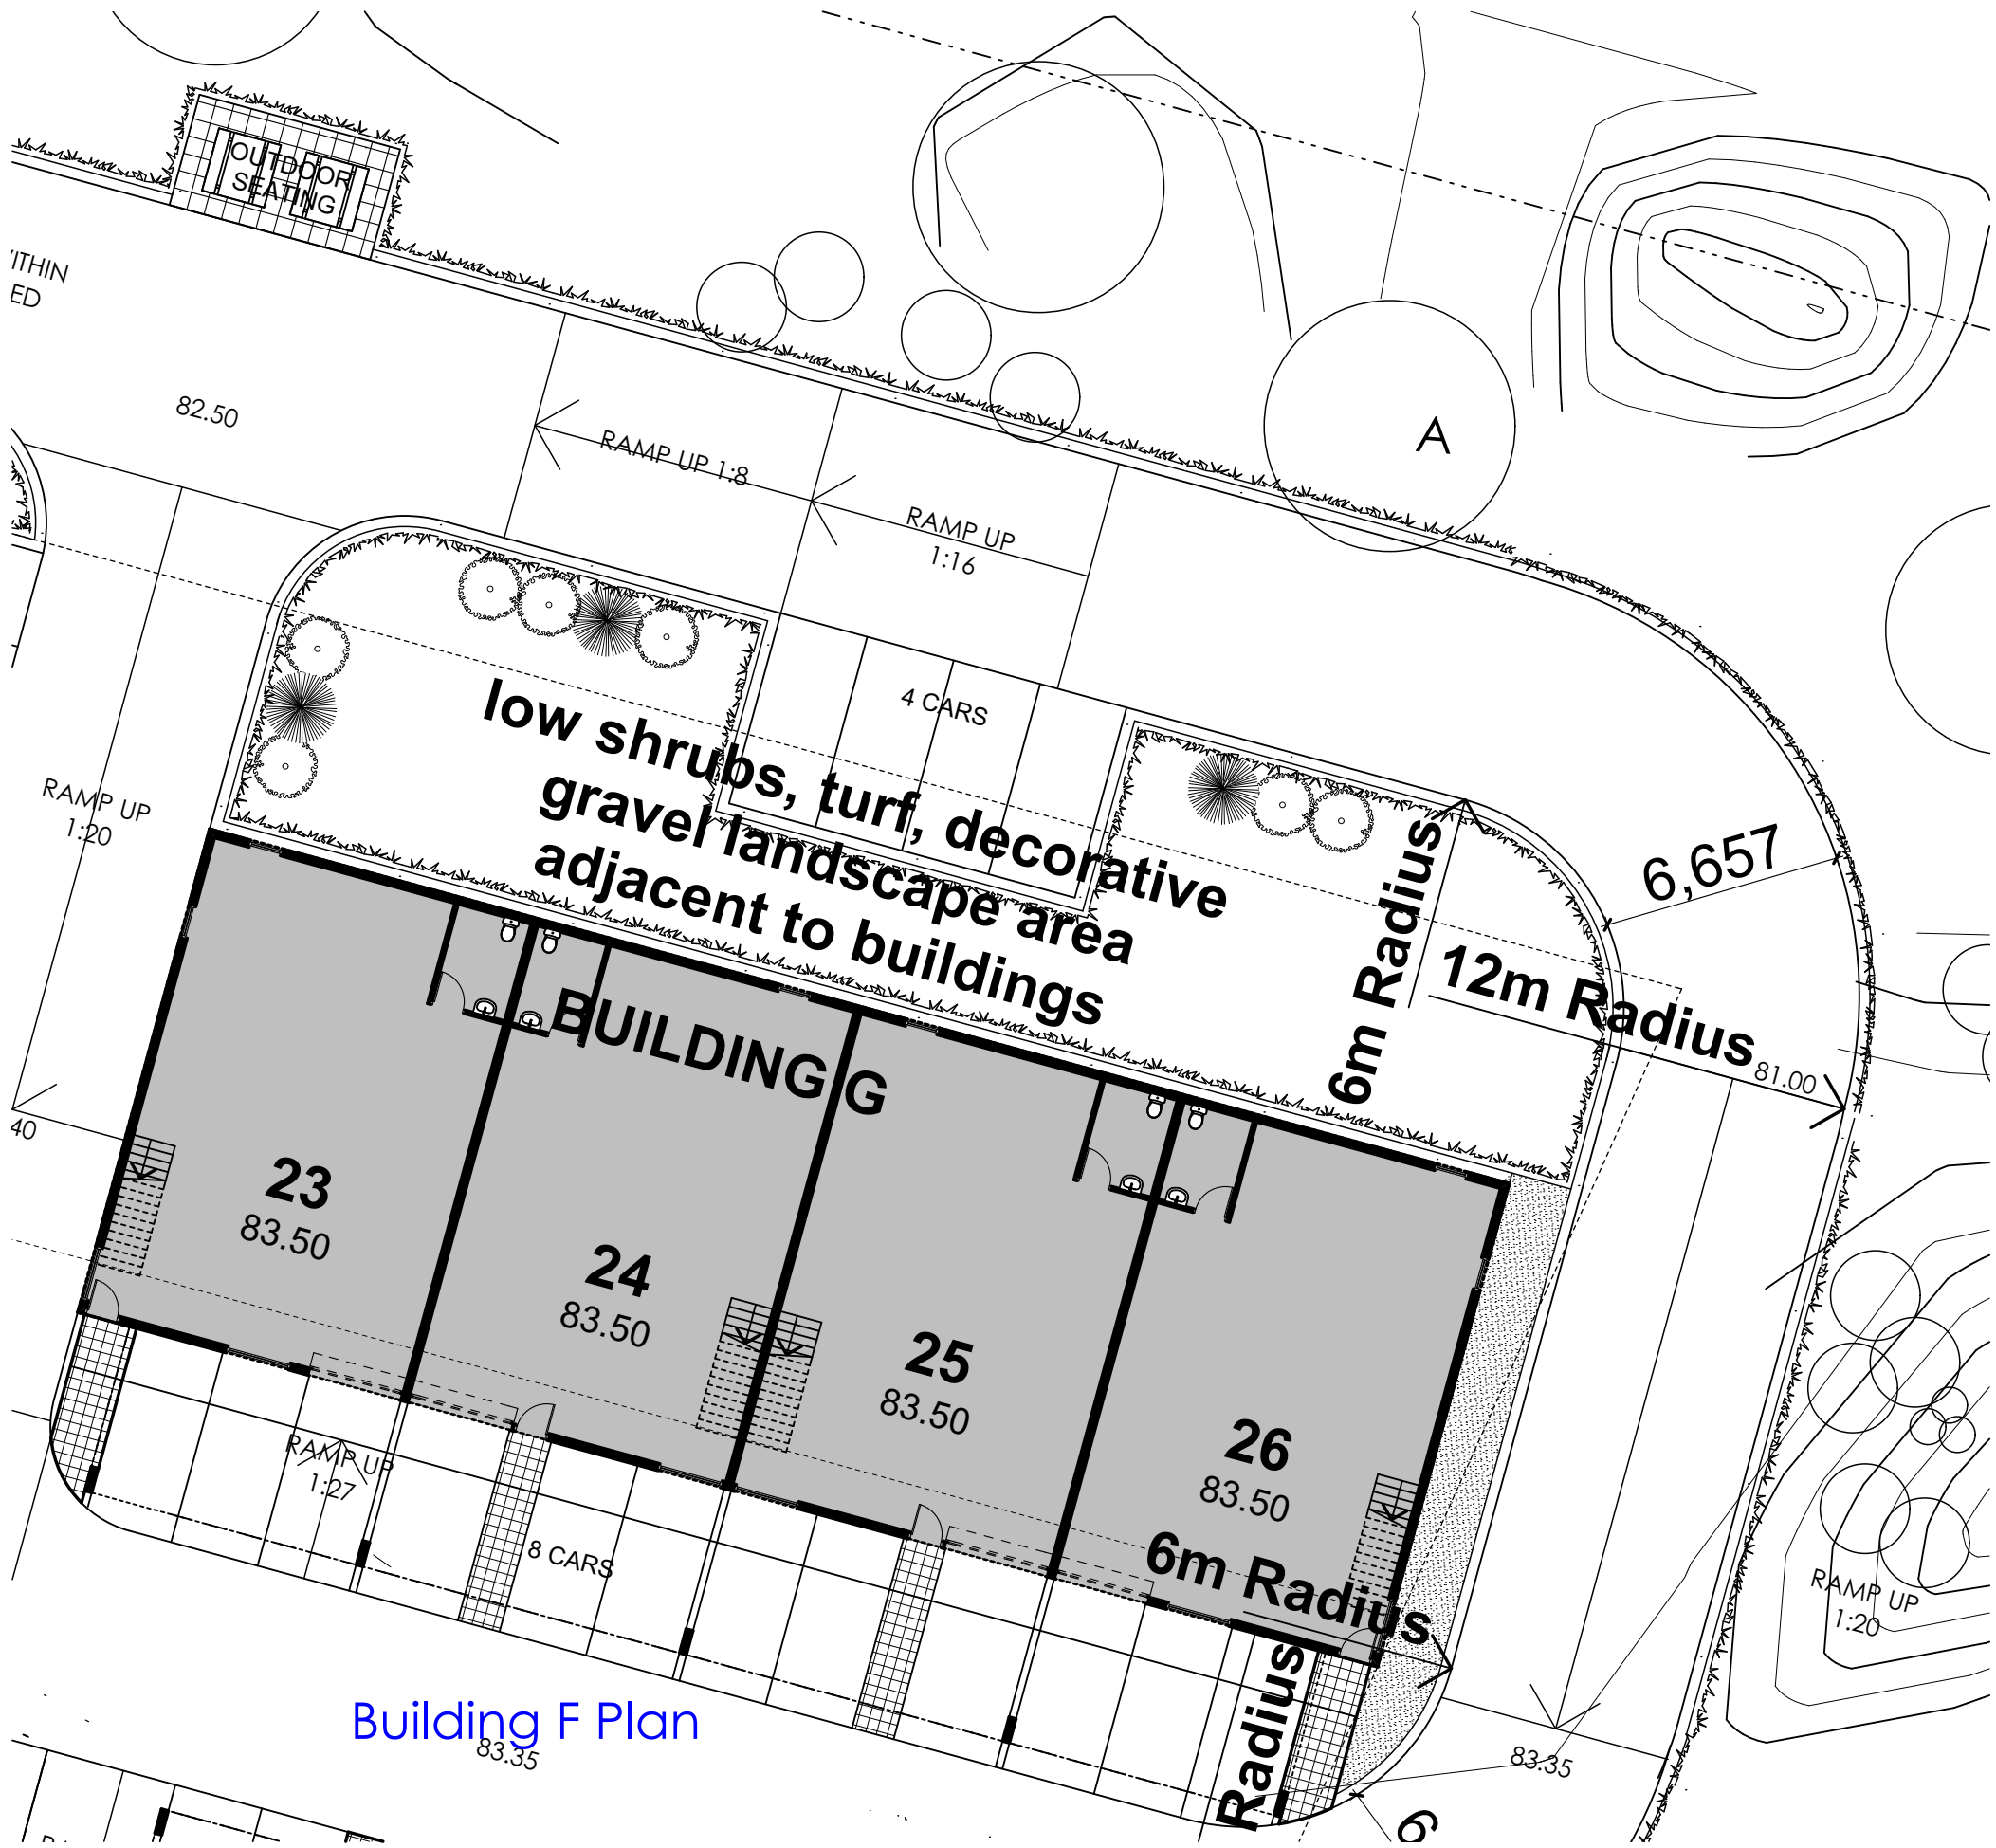 OUTDOOR
SEATING
ITHIN
ED
82.50
RAMP UP 1:8
RAMP UP
1:16
A
4 CARS
low shrubs, turf, decorative
gravel landscape area
adjacent to buildings
6m Radius
6,657
12m Radius
81.00
RAMP UP
1:20
40
BUILDING G
23
83.50
24
83.50
25
83.50
26
83.50
6m Radius
RAMP UP
1:27
8 CARS
Radius
RAMP UP
1:20
Building F Plan
83.35
83.35
6